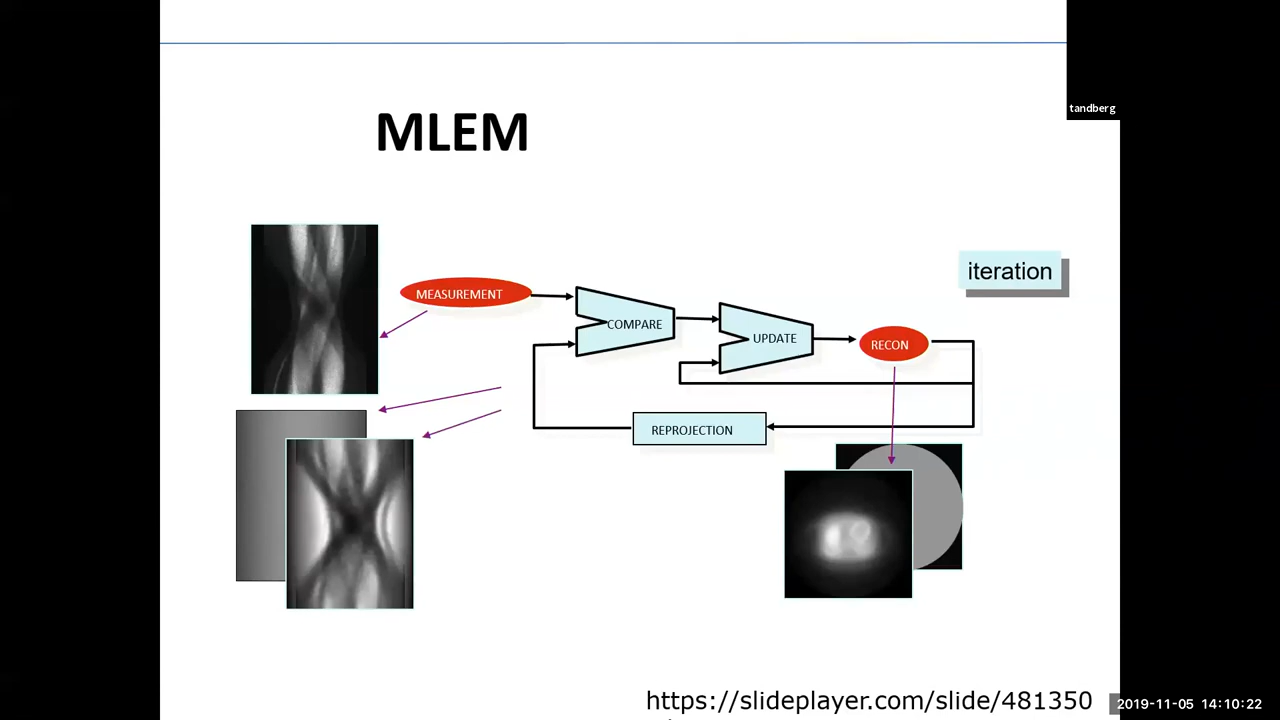 tandberg
MLEM
iteration
MEASUREMENT
COMPARE
UPDATE
RECON
REPROJECTION
https://slideplayer.com/slide/481350
2019-11-05 14:10:22